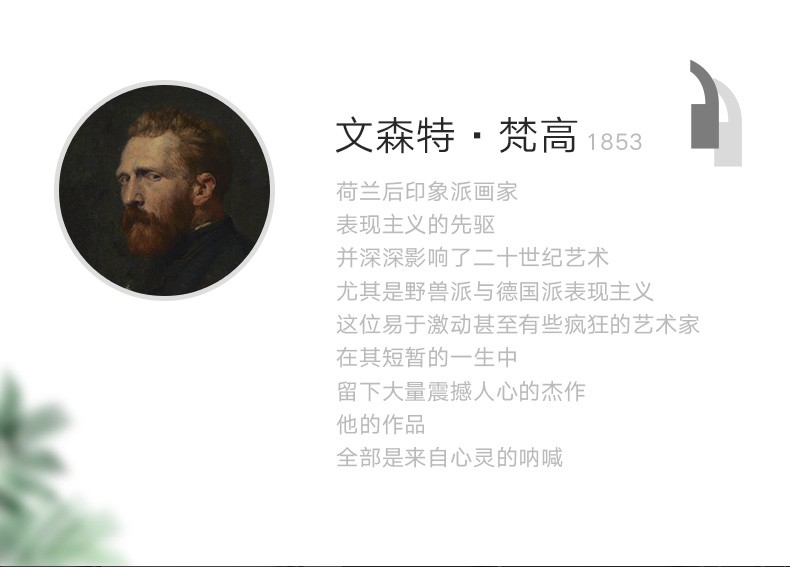 文森特·梵高 1853
荷兰后印象派画家
表现主义的先驱
并深深影响了二十世纪艺术
尤其是野兽派与德国派表现主义
这位易于激动甚至有些疯狂的艺术家
在其短暂的一生中
留下大量震撼人心的杰作
他的作品
全部是来自心灵的呐喊